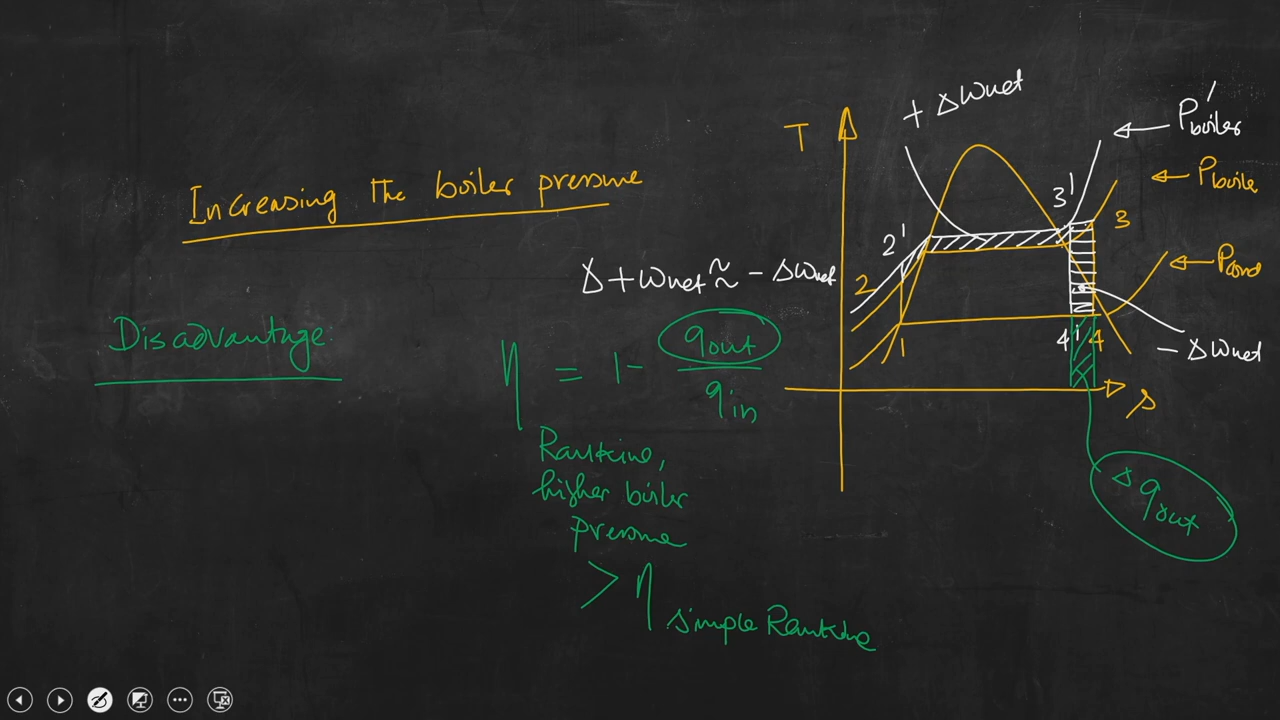 Increasing the boiler pressure
Δ + wnet ≈ - Δwnet
Disadvantage:
η = 1 - qout / qin
Rankine,
higher boiler
pressure
> η simple Rankine
+ Δwnet
T
P'boiler
Pboile
3'
3
2'
2
Pcond
1
4'
4
- Δwnet
s
Δqout